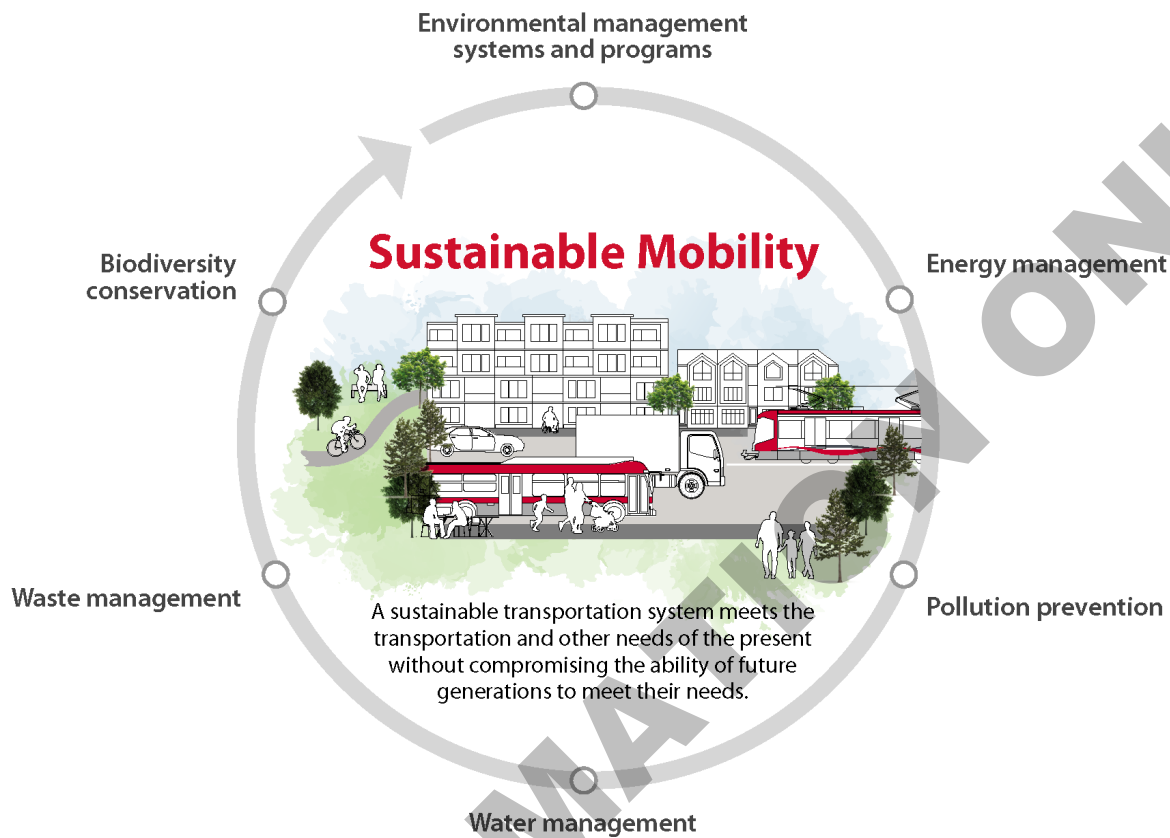 Environmental management
systems and programs
Sustainable Mobility
Biodiversity
conservation
Energy management
Waste management
Pollution prevention
A sustainable transportation system meets the
transportation and other needs of the present
without compromising the ability of future
generations to meet their needs.
Water management